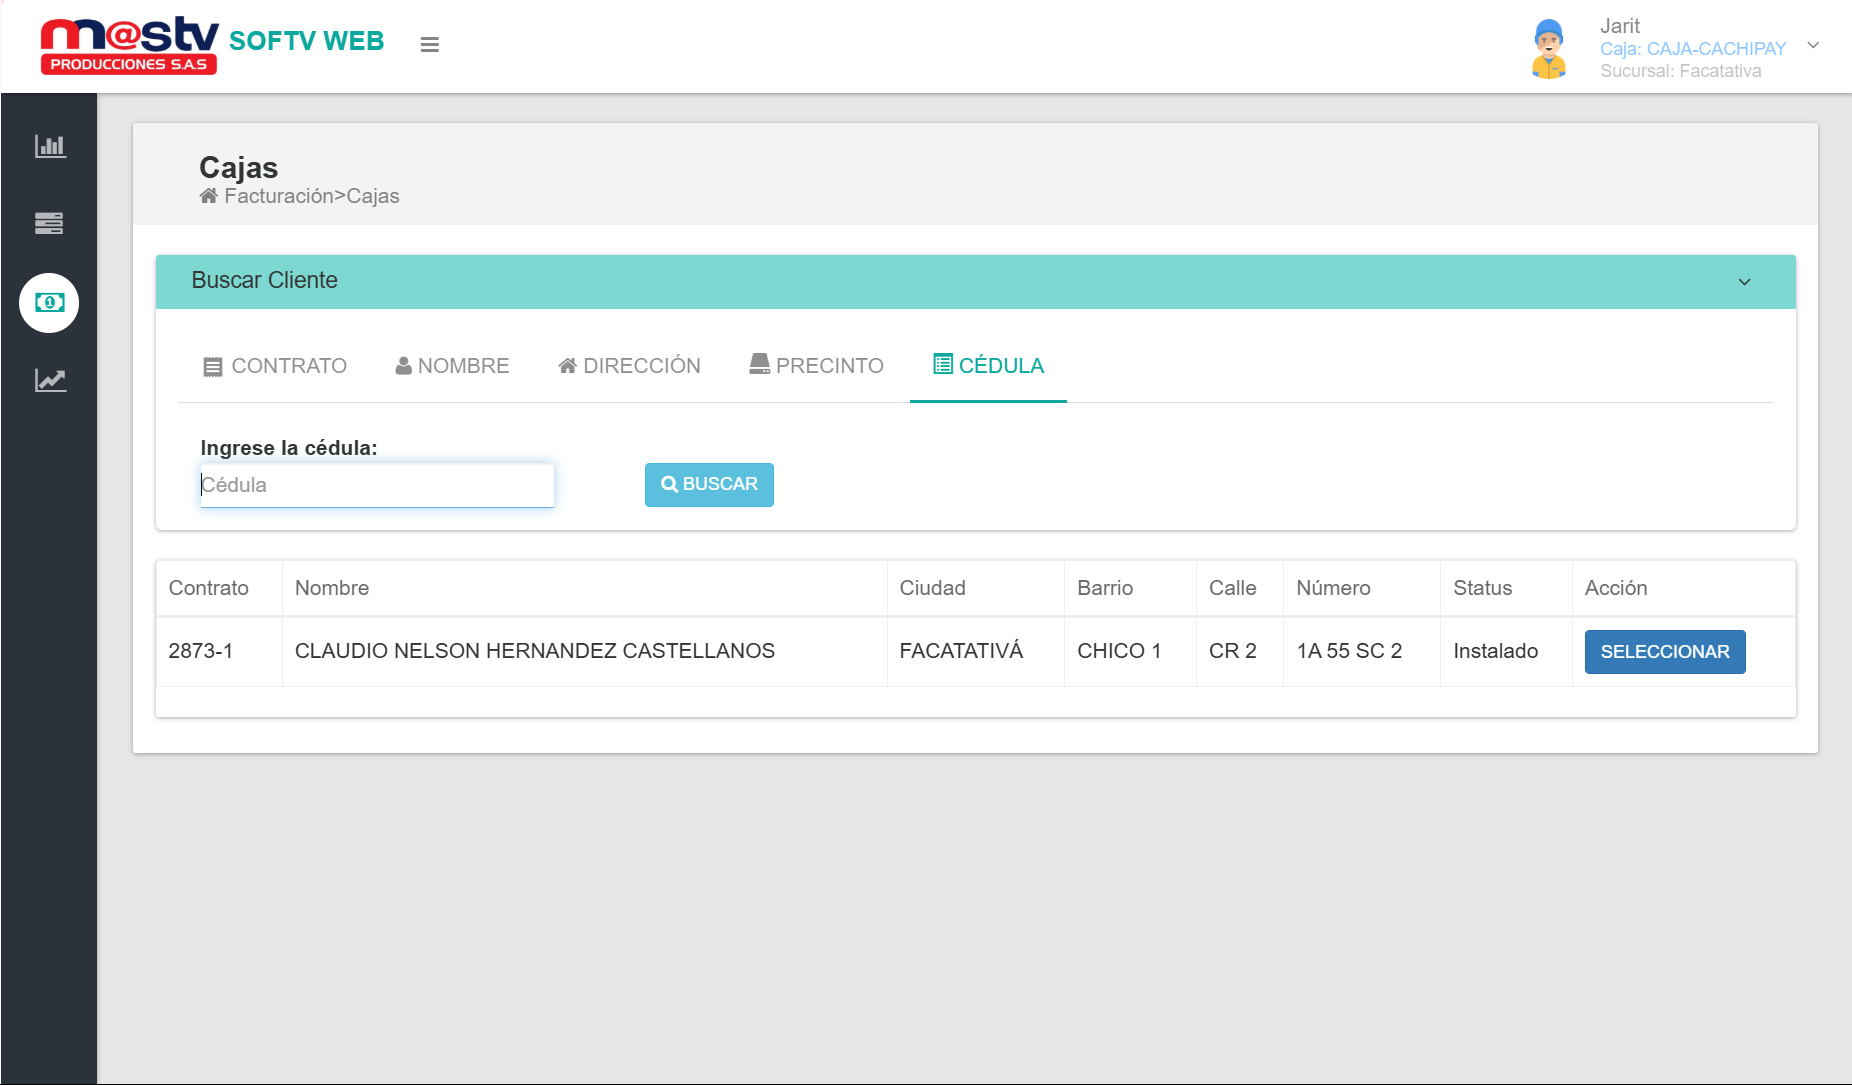 m@stv
PRODUCCIONES S.A.S
SOFTV WEB
Jarit
Caja: CAJA-CACHIPAY
Sucursal: Facatativa
Cajas
Facturación>Cajas
Buscar Cliente
CONTRATO NOMBRE DIRECCIÓN PRECINTO CÉDULA
Ingrese la cédula:
Cédula BUSCAR
Contrato Nombre Ciudad Barrio Calle Número Status Acción
2873-1 CLAUDIO NELSON HERNANDEZ CASTELLANOS FACATATIVÁ CHICO 1 CR 2 1A 55 SC 2 Instalado SELECCIONAR